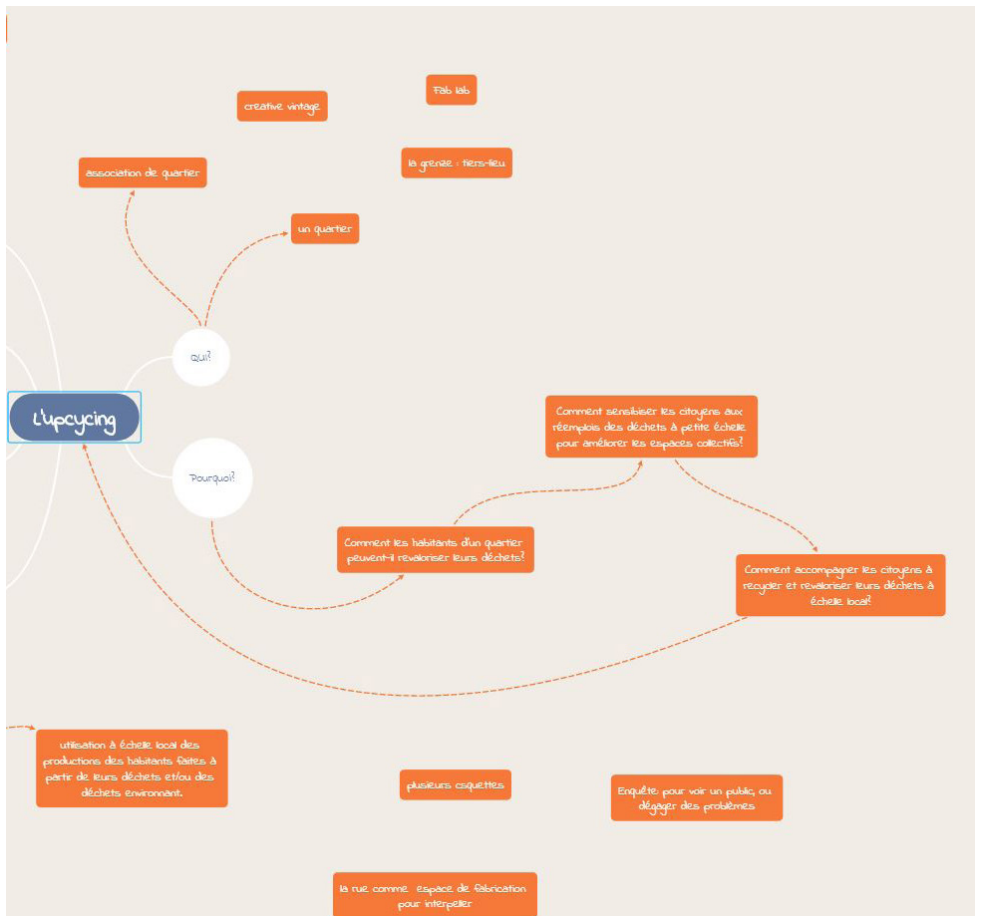 Fab lab
creative vintage
la grenze : tiers-lieu
association de quartier
un quartier
Qui?
L'upcycing
Comment sensibiser les citoyens aux
réemplois des déchets à petite échelle
pour améliorer les espaces collectifs?
Pourquoi?
Comment les habitants d'un quartier
peuvent-il revaloriser leurs déchets?
Comment accompagner les citoyens à
recycler et revaloriser leurs déchets à
échelle local?
utilisation à échelle local des
productions des habitants faites à
partir de leurs déchets et/ou des
déchets environnant.
plusieurs csquettes
Enquête: pour voir un public, ou
dégager des problèmes
la rue comme espace de fabrication
pour interpeller